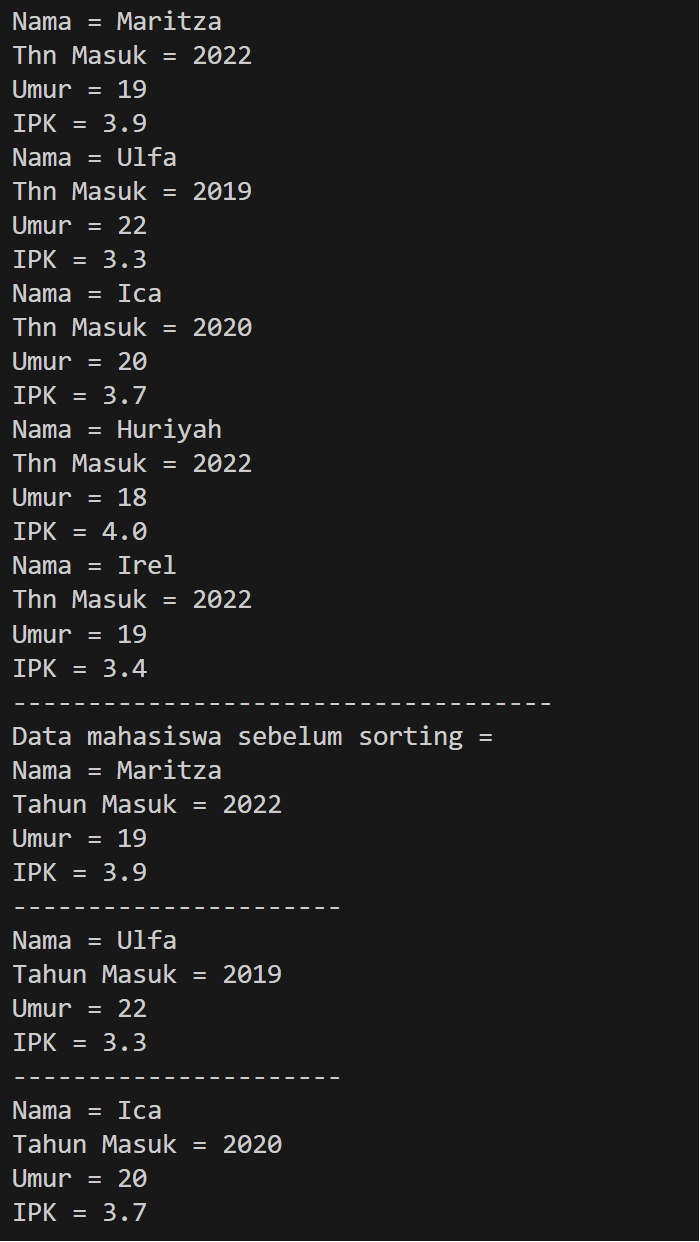 Nama = Maritza
Thn Masuk = 2022
Umur = 19
IPK = 3.9
Nama = Ulfa
Thn Masuk = 2019
Umur = 22
IPK = 3.3
Nama = Ica
Thn Masuk = 2020
Umur = 20
IPK = 3.7
Nama = Huriyah
Thn Masuk = 2022
Umur = 18
IPK = 4.0
Nama = Irel
Thn Masuk = 2022
Umur = 19
IPK = 3.4
------------------------------------
Data mahasiswa sebelum sorting =
Nama = Maritza
Tahun Masuk = 2022
Umur = 19
IPK = 3.9
----------------------
Nama = Ulfa
Tahun Masuk = 2019
Umur = 22
IPK = 3.3
----------------------
Nama = Ica
Tahun Masuk = 2020
Umur = 20
IPK = 3.7